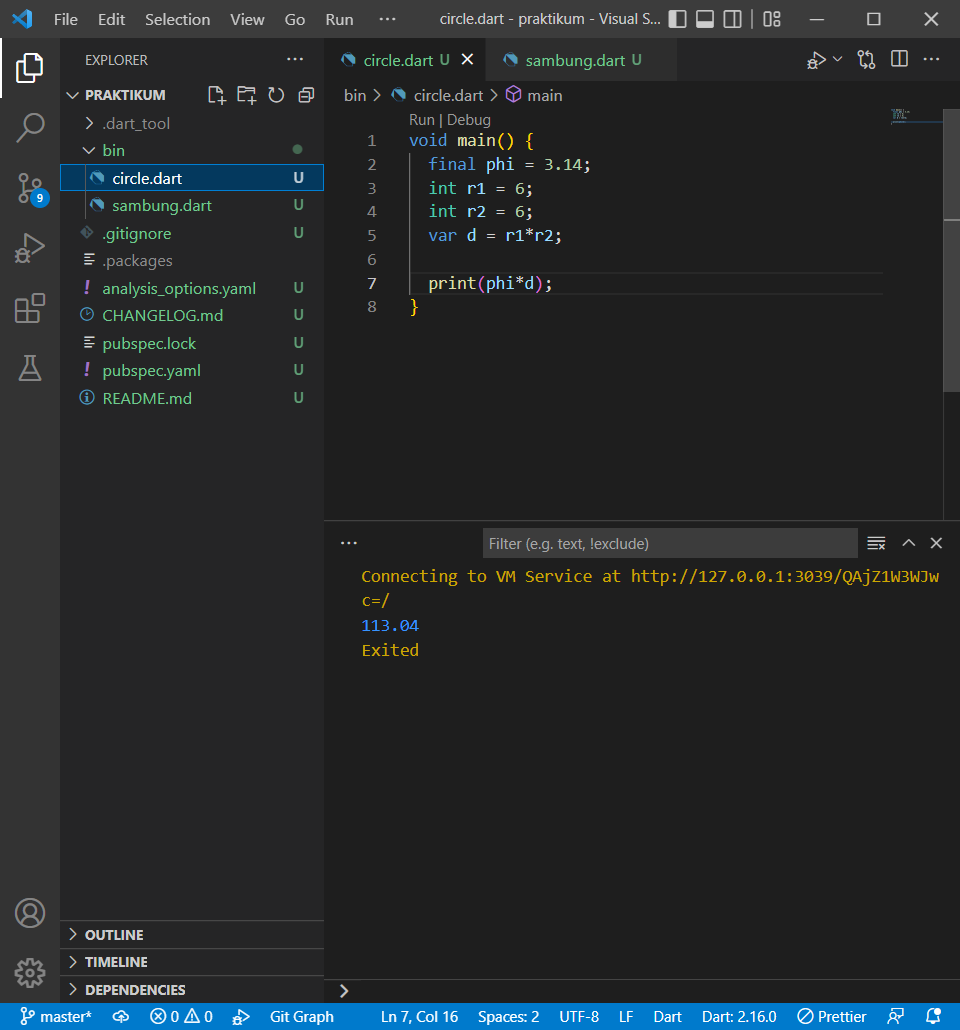 File Edit Selection View Go Run ··· circle.dart - praktikum - Visual S...
EXPLORER ···
PRAKTIKUM
.dart_tool
bin
circle.dart U
sambung.dart U
.gitignore U
.packages
! analysis_options.yaml U
CHANGELOG.md U
pubspec.lock U
! pubspec.yaml U
README.md U
9
OUTLINE
TIMELINE
DEPENDENCIES
circle.dart U sambung.dart U ···
bin > circle.dart > main
Run | Debug
1 void main() {
2 final phi = 3.14;
3 int r1 = 6;
4 int r2 = 6;
5 var d = r1*r2;
6
7 print(phi*d);
8 }
··· Filter (e.g. text, !exclude)
Connecting to VM Service at http://127.0.0.1:3039/QAjZ1W3WJw
c=/
113.04
Exited
>
master* 0 0 Git Graph Ln 7, Col 16 Spaces: 2 UTF-8 LF Dart Dart: 2.16.0 Prettier